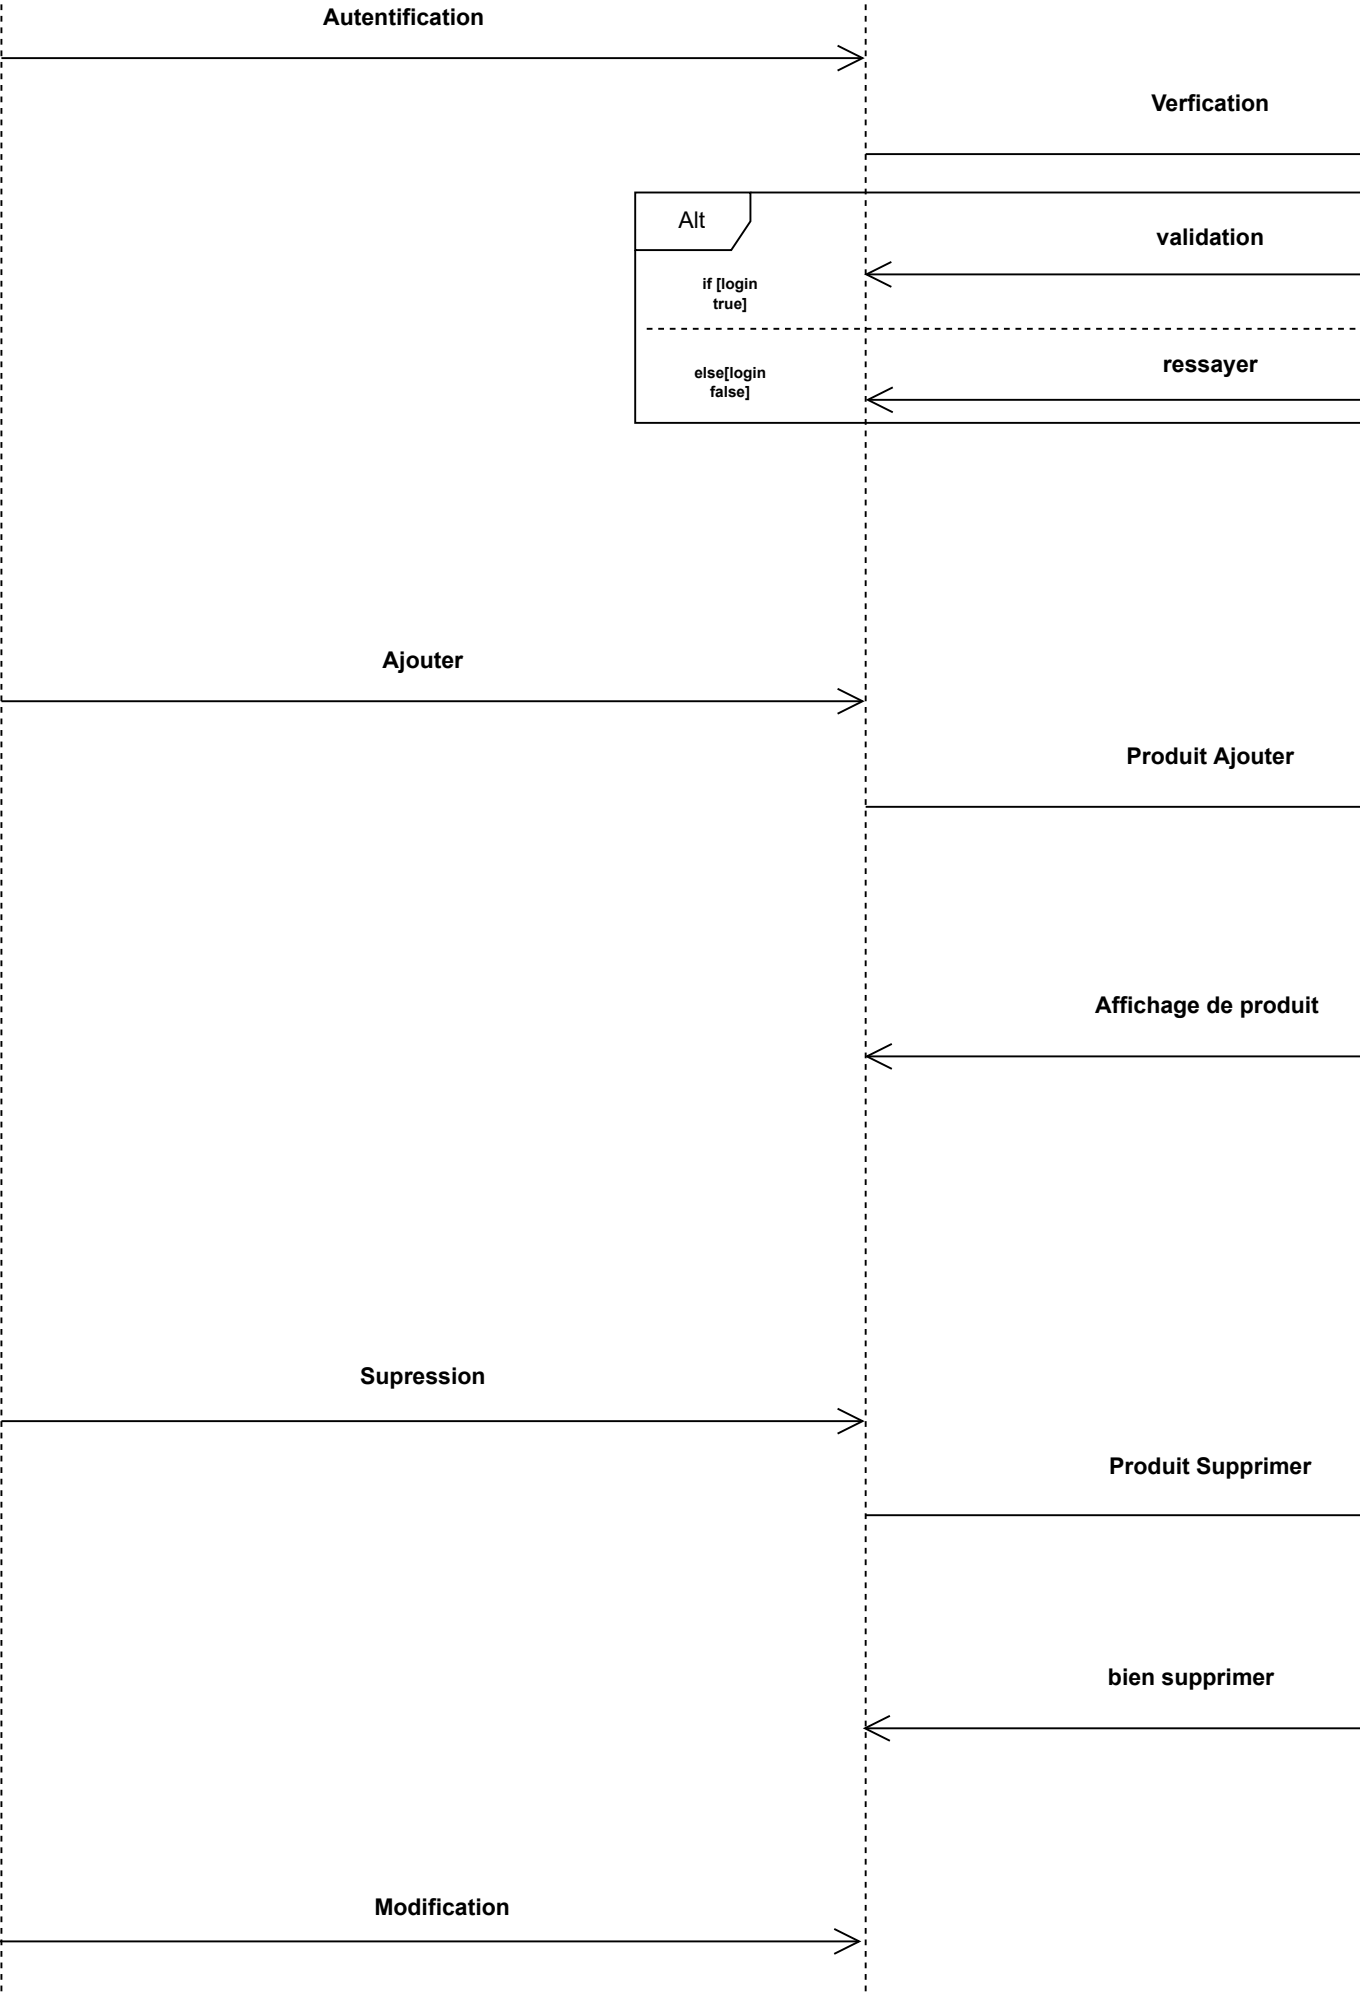 Autentification
Verfication
Alt
validation
if [login
true]
ressayer
else[login
false]
Ajouter
Produit Ajouter
Affichage de produit
Supression
Produit Supprimer
bien supprimer
Modification